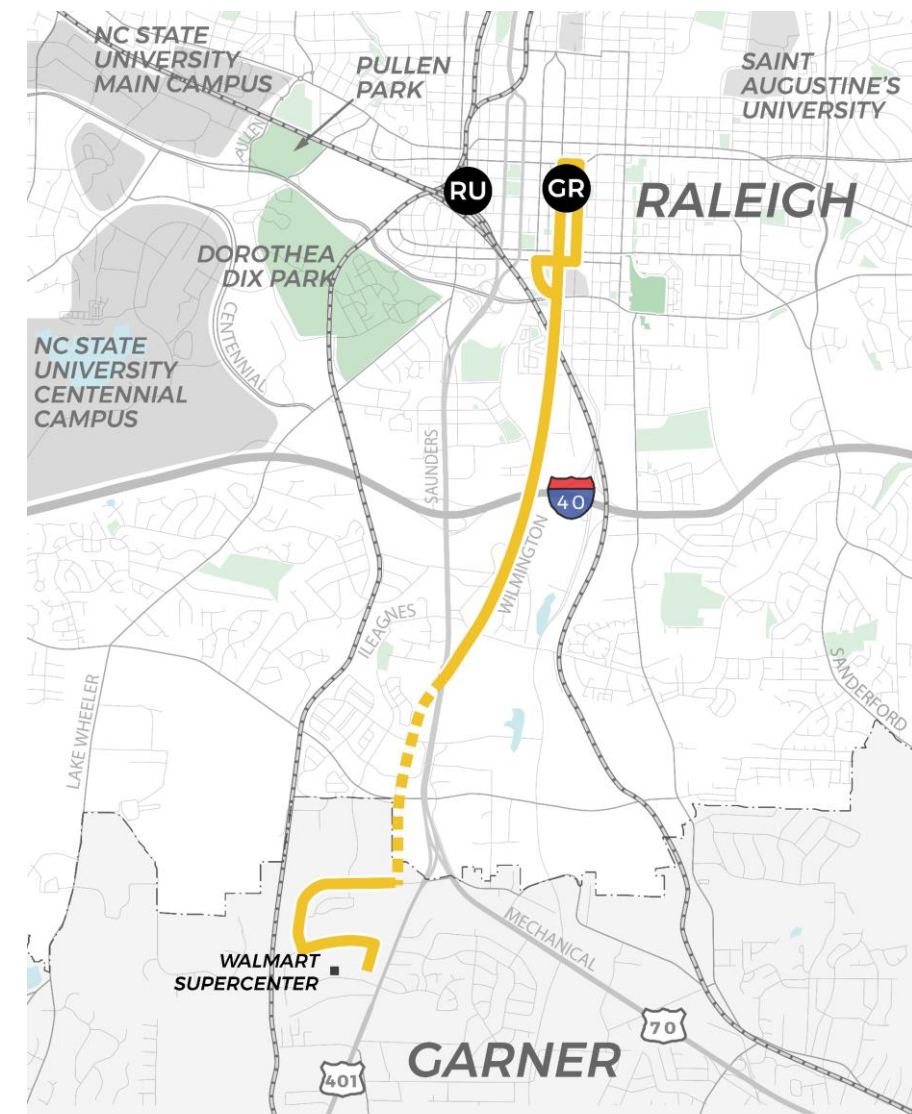 NC STATE
UNIVERSITY
MAIN CAMPUS
PULLEN
PARK
SAINT
AUGUSTINE'S
UNIVERSITY
PULLEN
RU
GR
RALEIGH
DOROTHEA
DIX PARK
CENTENNIAL
NC STATE
UNIVERSITY
CENTENNIAL
CAMPUS
SAUNDERS
40
WILMINGTON
ILEAGNES
SANDERFORD
LAKE WHEELER
MECHANICAL
WALMART
SUPERCENTER
70
GARNER
401